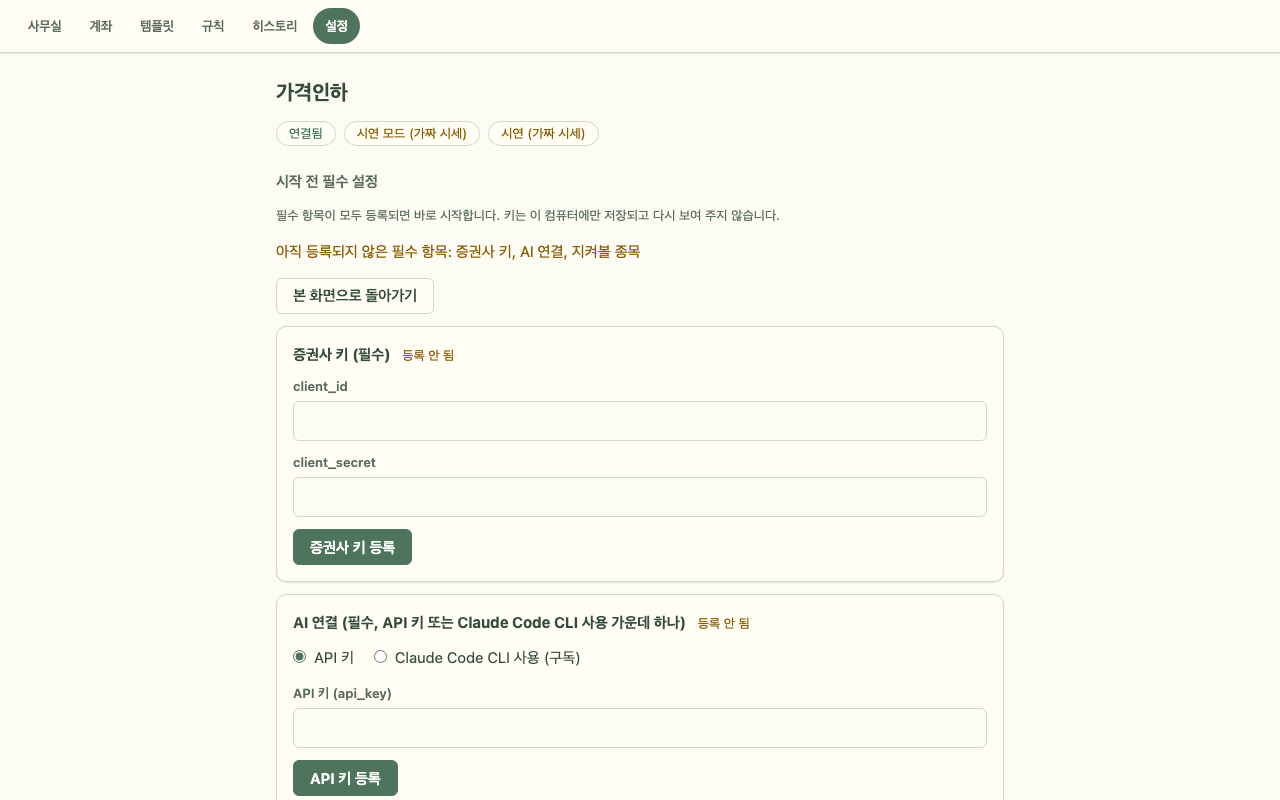 사무실 계좌 템플릿 규칙 히스토리 설정
가격인하
연결됨 시연 모드 (가짜 시세) 시연 (가짜 시세)
시작 전 필수 설정
필수 항목이 모두 등록되면 바로 시작합니다. 키는 이 컴퓨터에만 저장되고 다시 보여 주지 않습니다.
아직 등록되지 않은 필수 항목: 증권사 키, AI 연결, 지켜볼 종목
본 화면으로 돌아가기
증권사 키 (필수) 등록 안 됨
client_id
client_secret
증권사 키 등록
AI 연결 (필수, API 키 또는 Claude Code CLI 사용 가운데 하나) 등록 안 됨
API 키 Claude Code CLI 사용 (구독)
API 키 (api_key)
API 키 등록